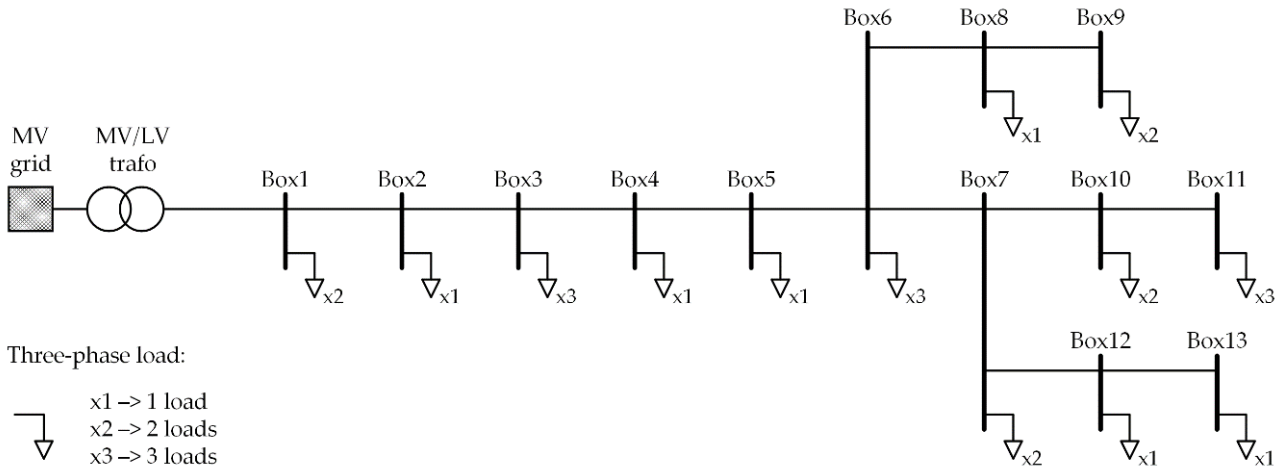 Box6 Box8 Box9
x1 x2
MV grid
MV/LV trafo
Box1 Box2 Box3 Box4 Box5 Box7 Box10 Box11
x2 x1 x3 x1 x1 x3 x2 x3
Box12 Box13
x2 x1 x1
Three-phase load:
x1 –> 1 load
x2 –> 2 loads
x3 –> 3 loads